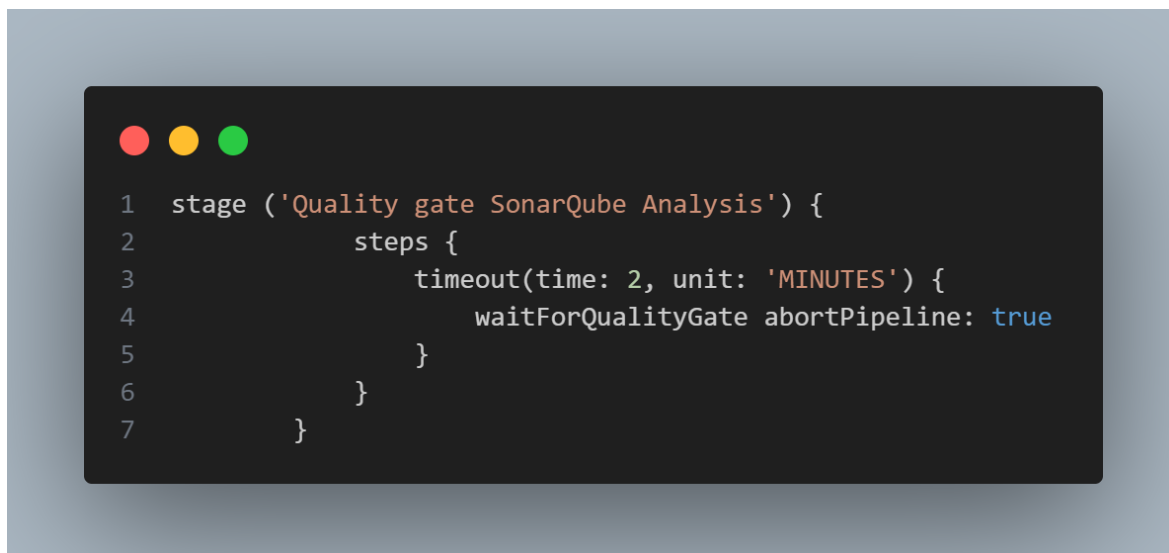 1 stage ('Quality gate SonarQube Analysis') {
2             steps {
3                 timeout(time: 2, unit: 'MINUTES') {
4                     waitForQualityGate abortPipeline: true
5                 }
6             }
7         }